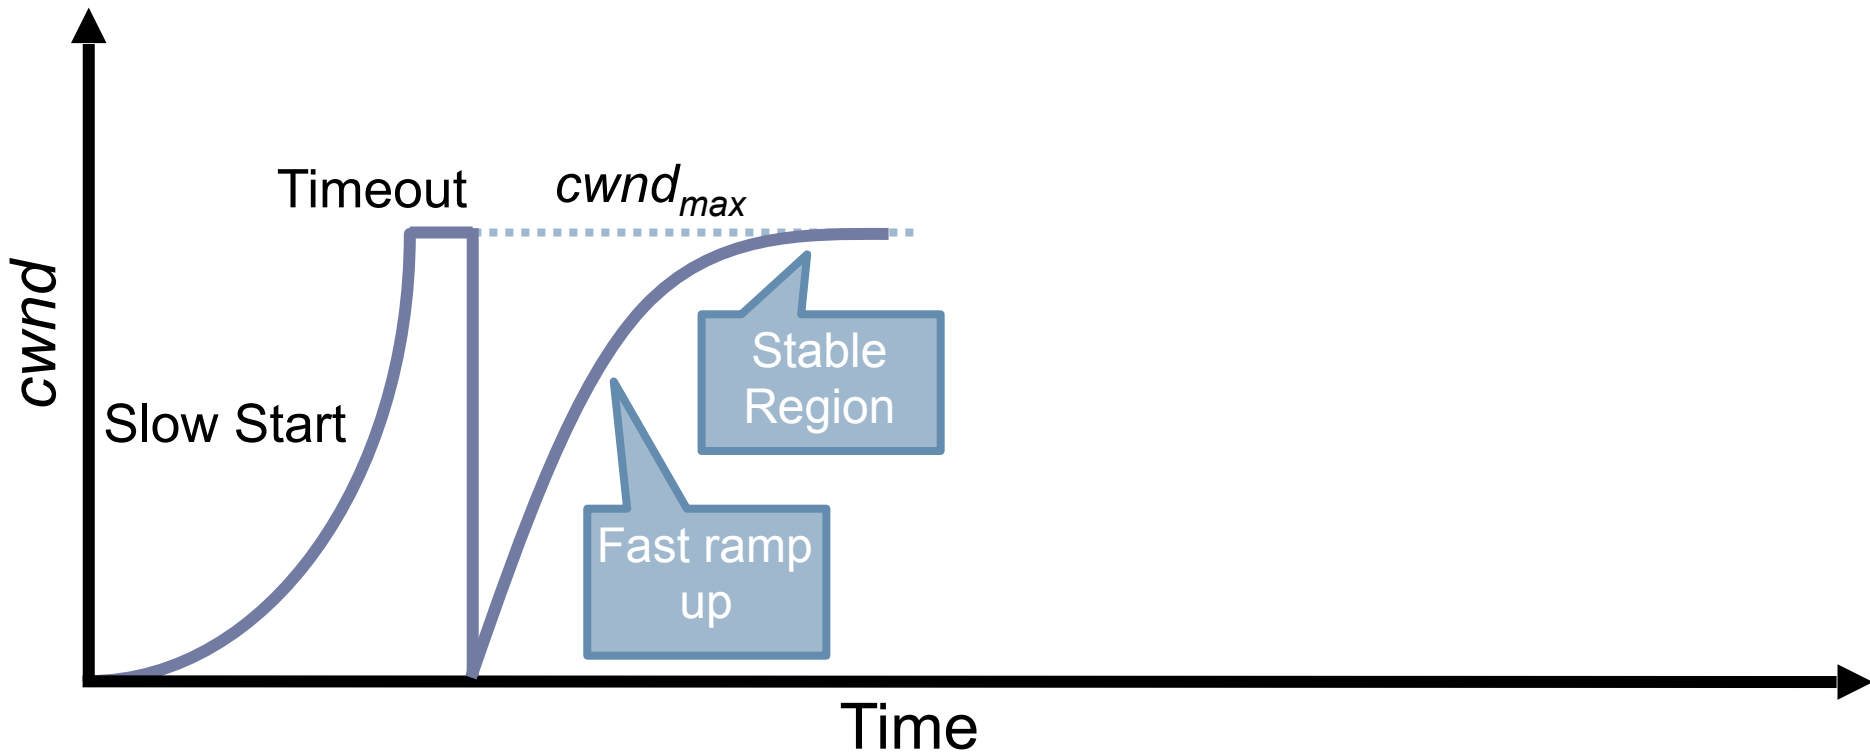 Timeout
cwndmax
cwnd
Stable
Region
Slow Start
Fast ramp
up
Time